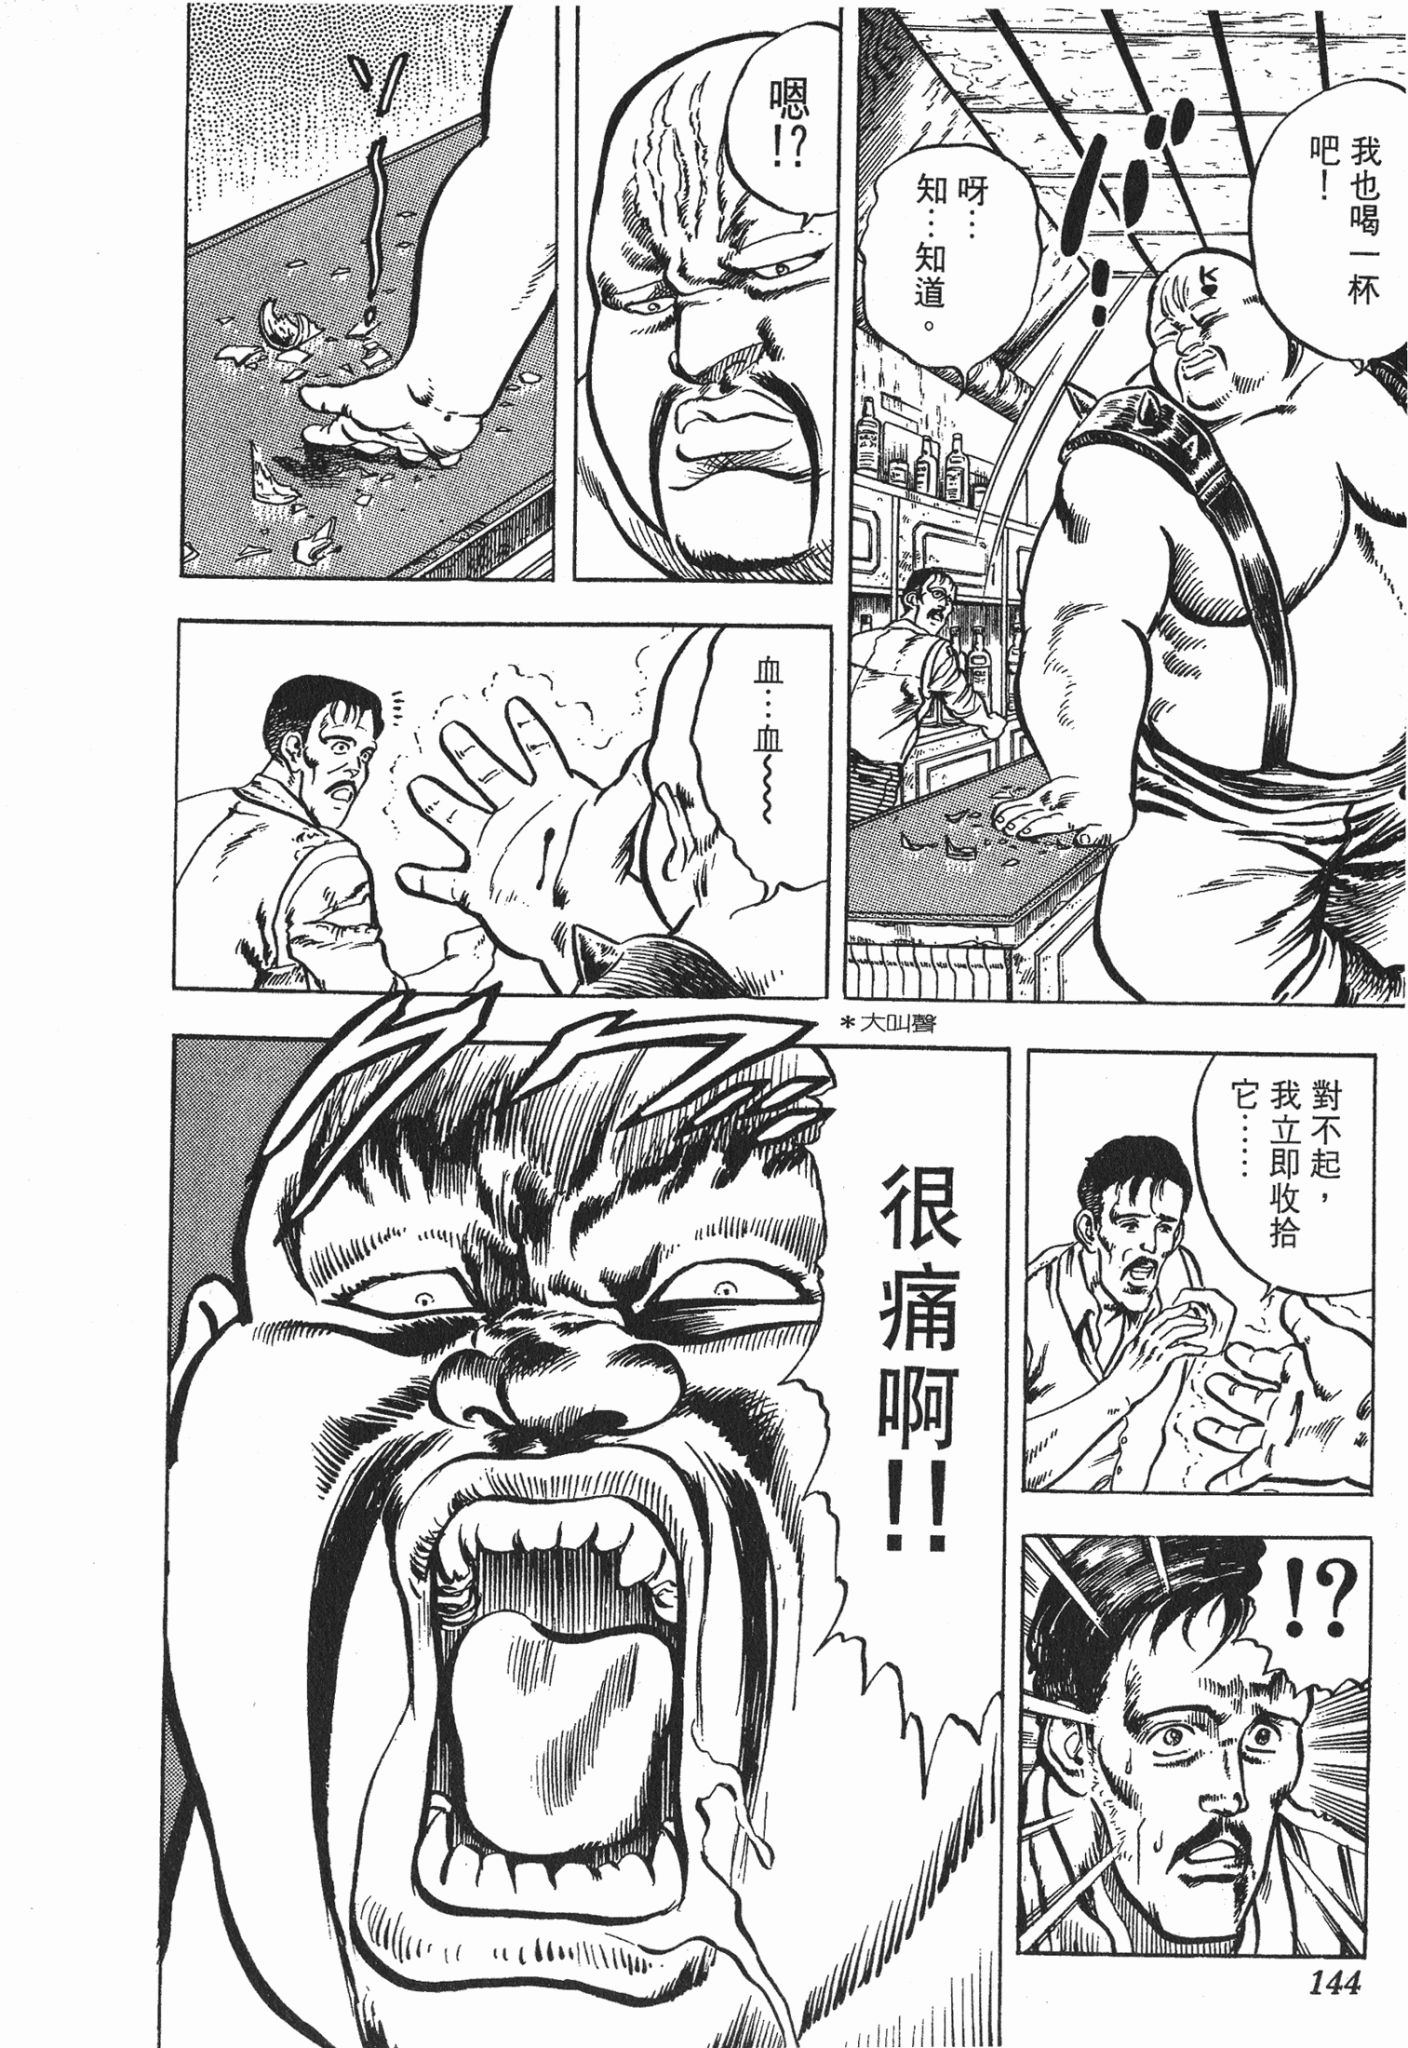 我也喝一杯
吧！
K
呀…
知…知道。
嗯!?
血…血～～
對不起，
我立即收拾
它……
!?
＊大叫聲
很痛啊!!
144